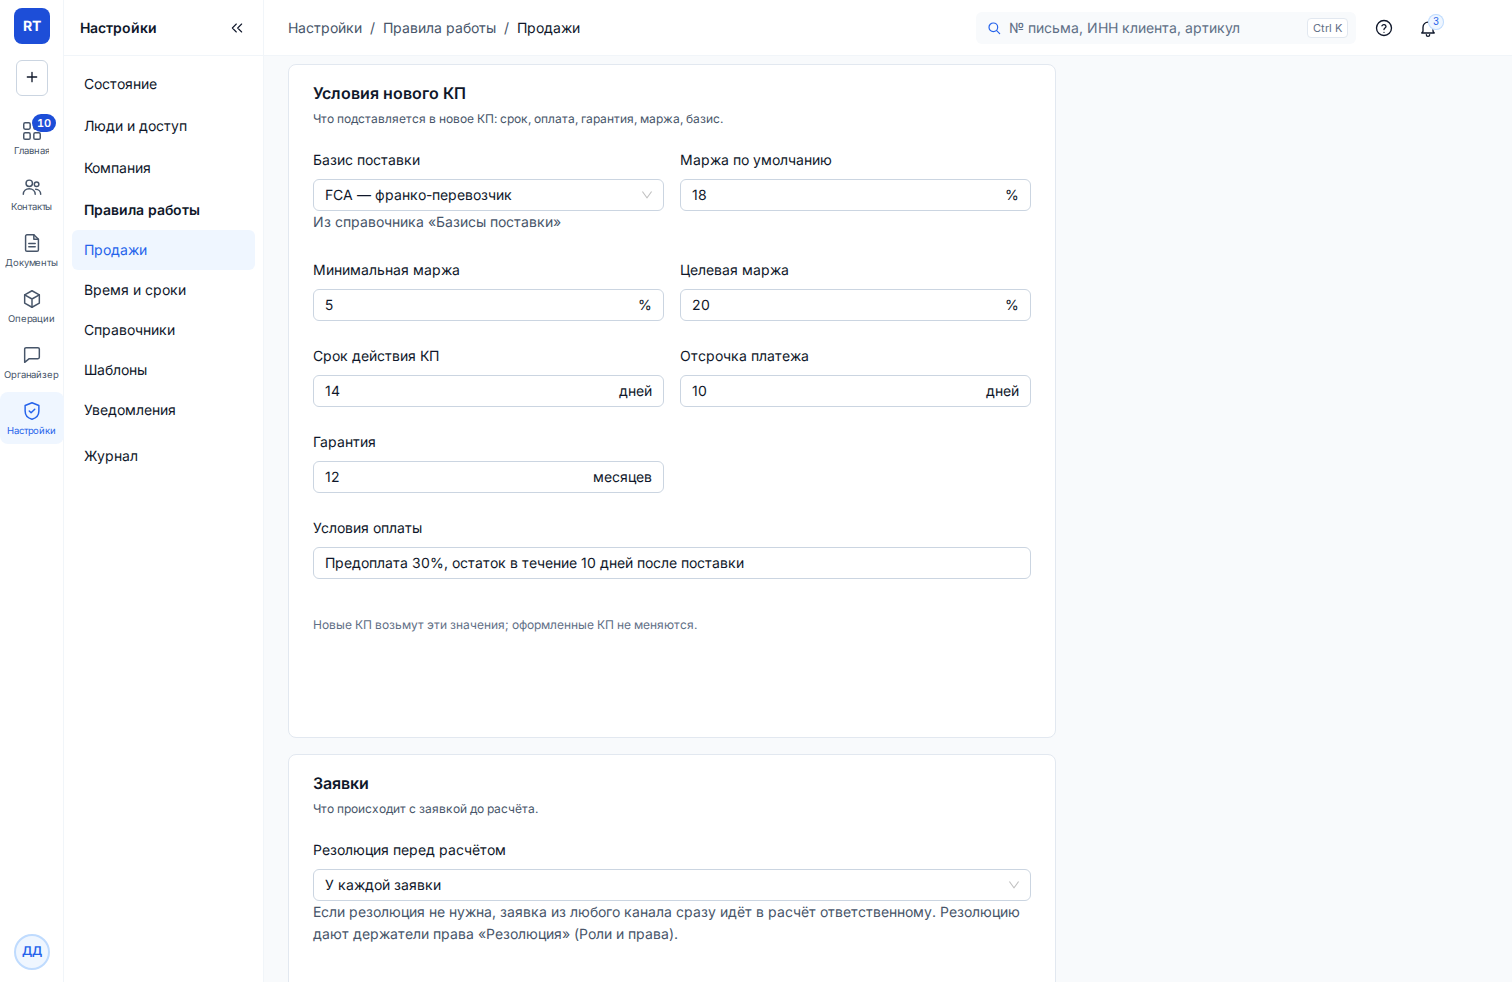 RT
Настройки
Настройки / Правила работы / Продажи
№ письма, ИНН клиента, артикул
Ctrl K
3
10
Главная
Контакты
Документы
Операции
Органайзер
Настройки
ДД
Состояние
Люди и доступ
Компания
Правила работы
Продажи
Время и сроки
Справочники
Шаблоны
Уведомления
Журнал
Условия нового КП
Что подставляется в новое КП: срок, оплата, гарантия, маржа, базис.
Базис поставки
FCA — франко-перевозчик
Из справочника «Базисы поставки»
Маржа по умолчанию
18 %
Минимальная маржа
5 %
Целевая маржа
20 %
Срок действия КП
14 дней
Отсрочка платежа
10 дней
Гарантия
12 месяцев
Условия оплаты
Предоплата 30%, остаток в течение 10 дней после поставки
Новые КП возьмут эти значения; оформленные КП не меняются.
Заявки
Что происходит с заявкой до расчёта.
Резолюция перед расчётом
У каждой заявки
Если резолюция не нужна, заявка из любого канала сразу идёт в расчёт ответственному. Резолюцию
дают держатели права «Резолюция» (Роли и права).